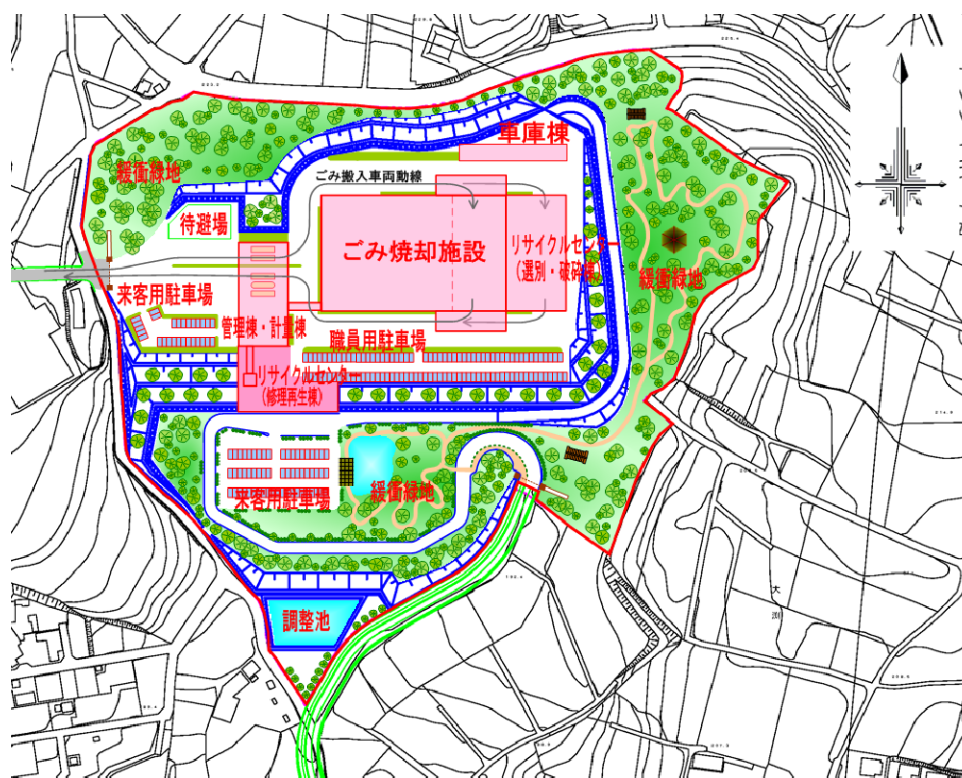 車庫棟
緩衝緑地
ごみ搬入車両動線
待避場
ごみ焼却施設
リサイクルセンター
(選別・破砕棟)
緩衝緑地
来客用駐車場
管理棟・計量棟
職員用駐車場
リサイクルセンター
(修理再生棟)
来客用駐車場
緩衝緑地
調整池
大
渕